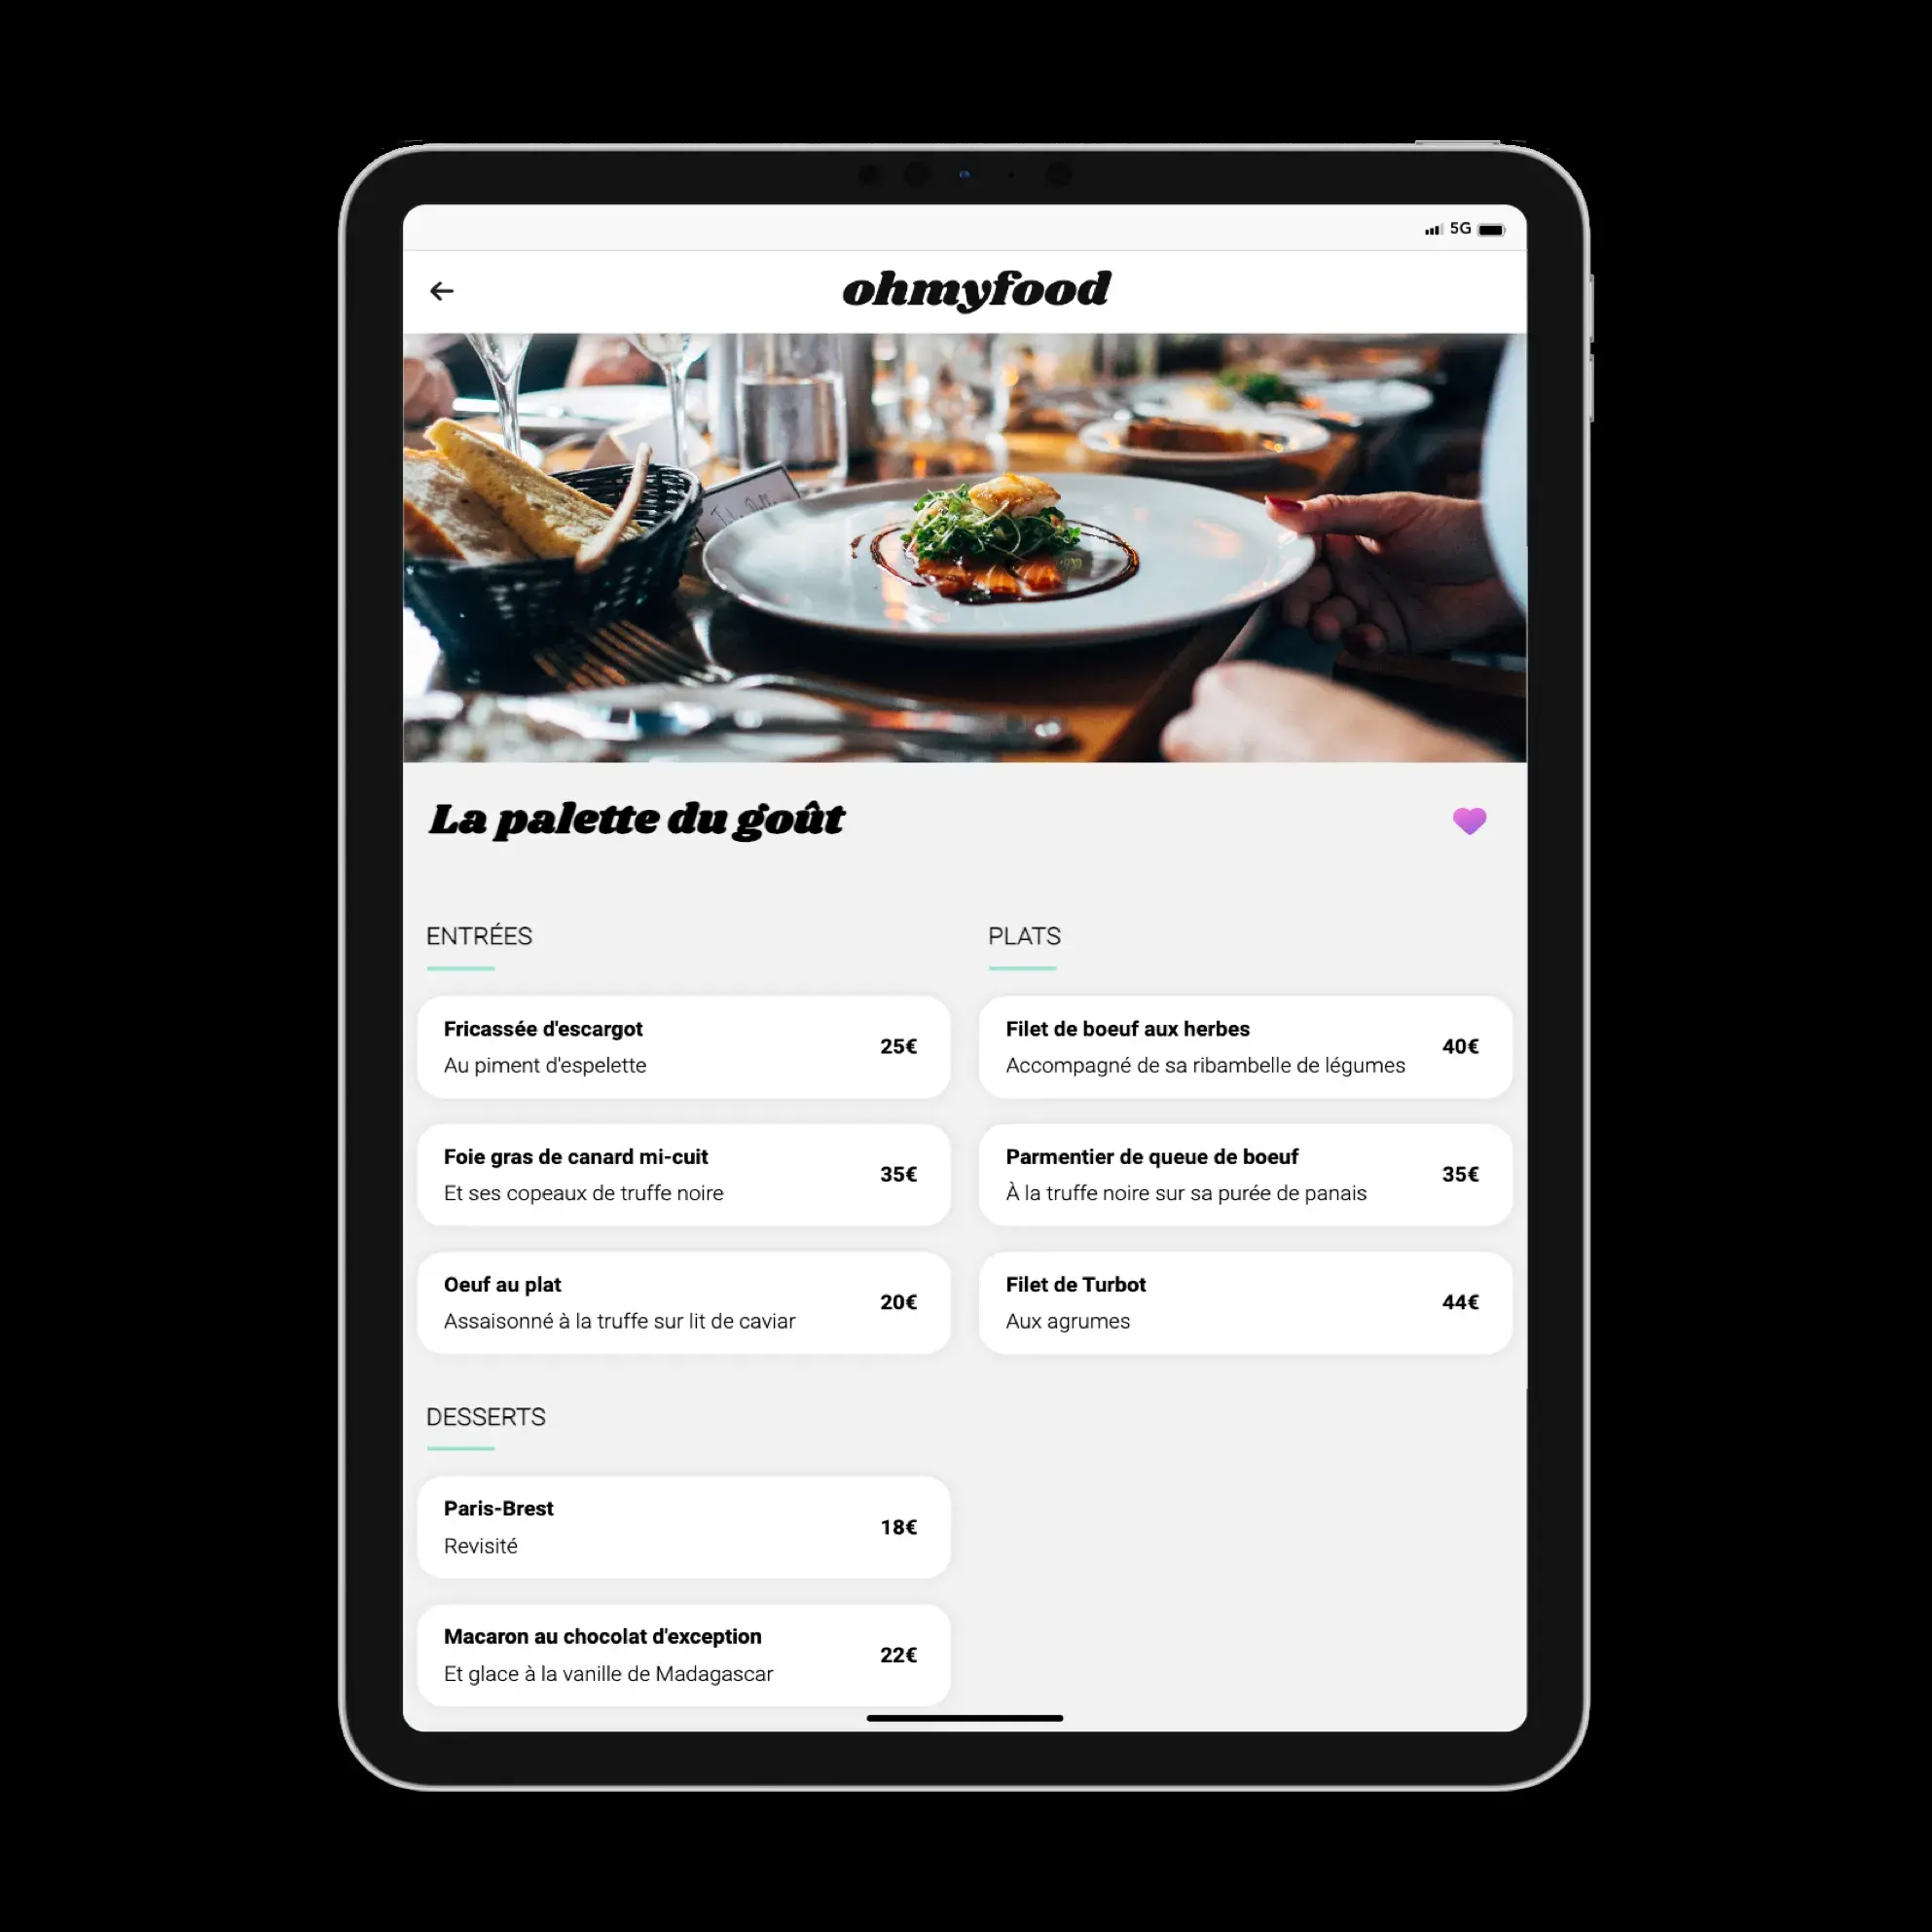 5G
ohmyfood
La palette du goût
ENTRÉES
Fricassée d'escargot
Au piment d'espelette
25€
Foie gras de canard mi-cuit
Et ses copeaux de truffe noire
35€
Oeuf au plat
Assaisonné à la truffe sur lit de caviar
20€
PLATS
Filet de boeuf aux herbes
Accompagné de sa ribambelle de légumes
40€
Parmentier de queue de boeuf
À la truffe noire sur sa purée de panais
35€
Filet de Turbot
Aux agrumes
44€
DESSERTS
Paris-Brest
Revisité
18€
Macaron au chocolat d'exception
Et glace à la vanille de Madagascar
22€